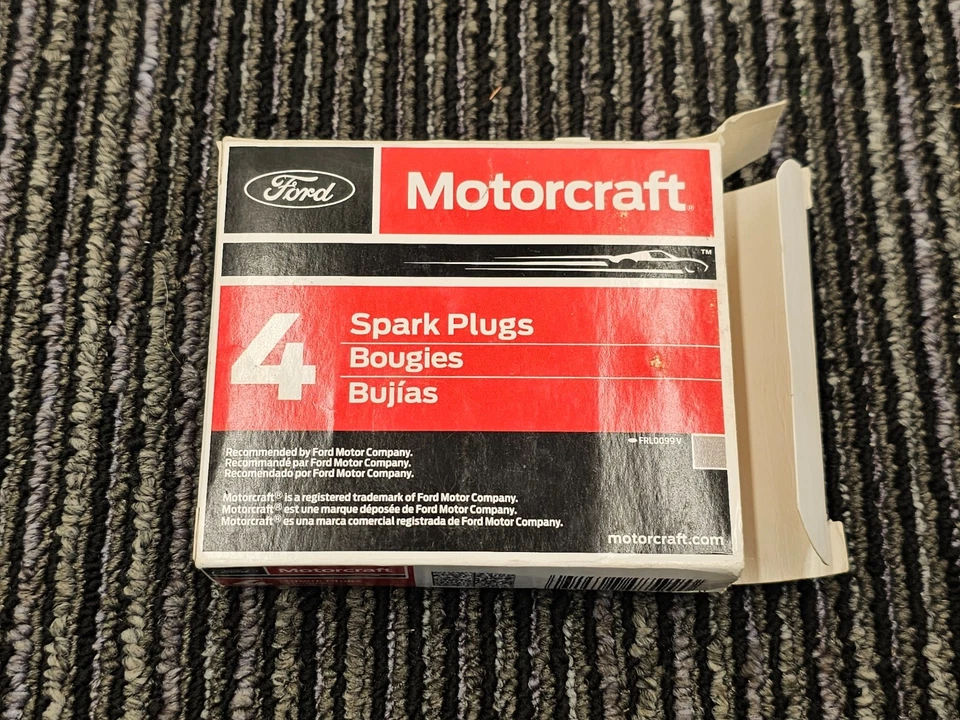 Ford
Motorcraft®
™
4
Spark Plugs
Bougies
Bujías
FRL0099V
Recommended by Ford Motor Company.
Recommandé par Ford Motor Company.
Recomendado por Ford Motor Company.
Motorcraft® is a registered trademark of Ford Motor Company.
Motorcraft® est une marque déposée de Ford Motor Company.
Motorcraft® es una marca comercial registrada de Ford Motor Company.
motorcraft.com
Motorcraft